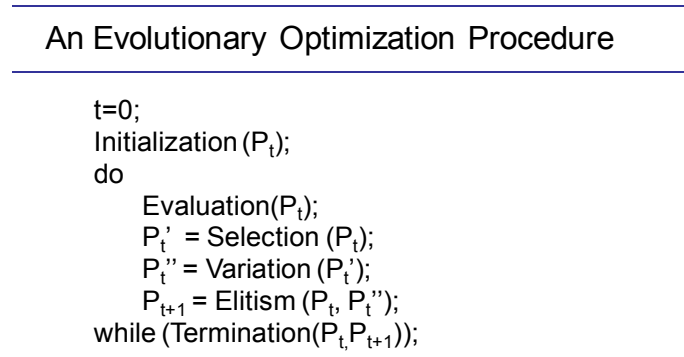 An Evolutionary Optimization Procedure
t=0;
Initialization (Pt);
do
Evaluation(Pt);
Pt’ = Selection (Pt);
Pt’’ = Variation (Pt’);
Pt+1 = Elitism (Pt, Pt’’);
while (Termination(Pt,Pt+1));